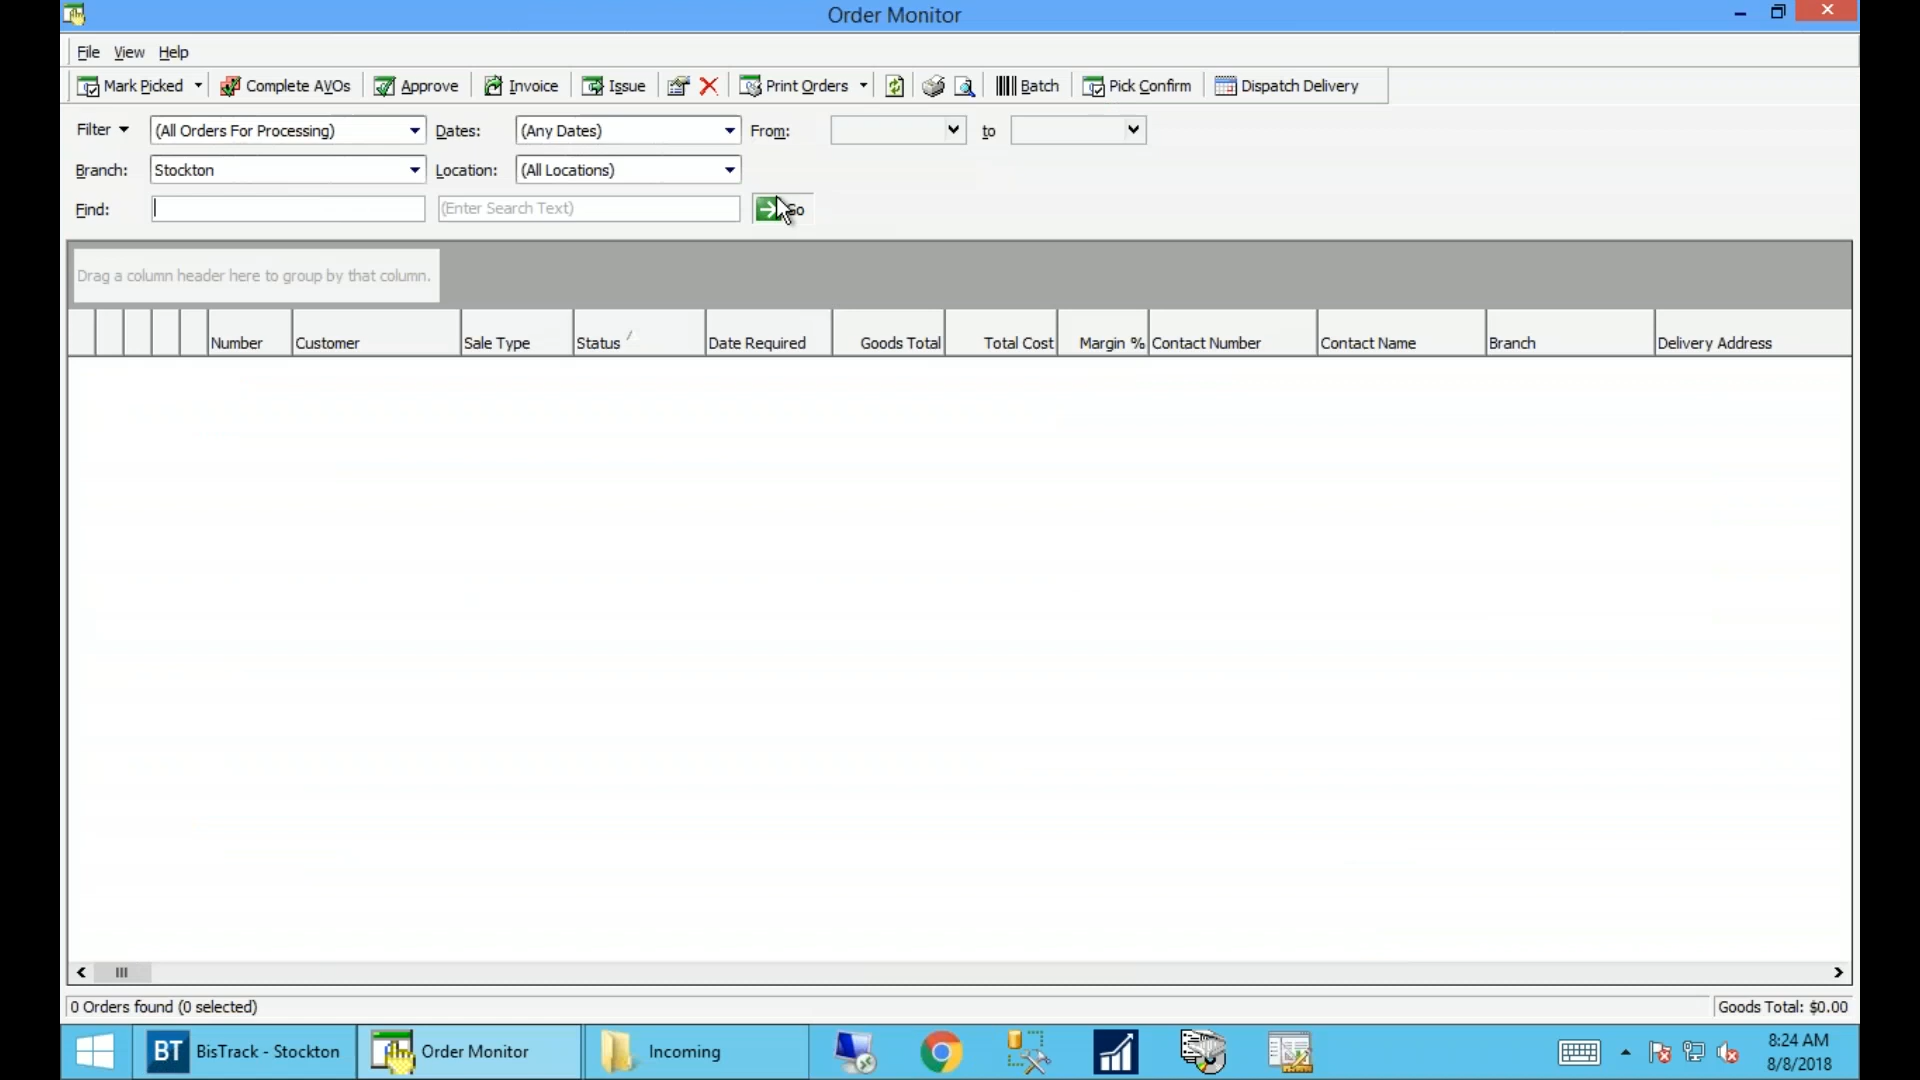 Order Monitor
File View Help
Mark Picked Complete AVOs Approve Invoice Issue Print Orders Batch Pick Confirm Dispatch Delivery
Filter (All Orders For Processing) Dates: (Any Dates) From: to
Branch: Stockton Location: (All Locations)
Find: (Enter Search Text) Go
Drag a column header here to group by that column.
Number Customer Sale Type Status Date Required Goods Total Total Cost Margin % Contact Number Contact Name Branch Delivery Address
0 Orders found (0 selected) Goods Total: $0.00
BT BisTrack - Stockton Order Monitor Incoming 8:24 AM
8/8/2018